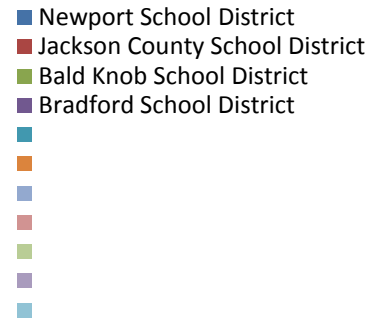 Newport School District
Jackson County School District
Bald Knob School District
Bradford School District